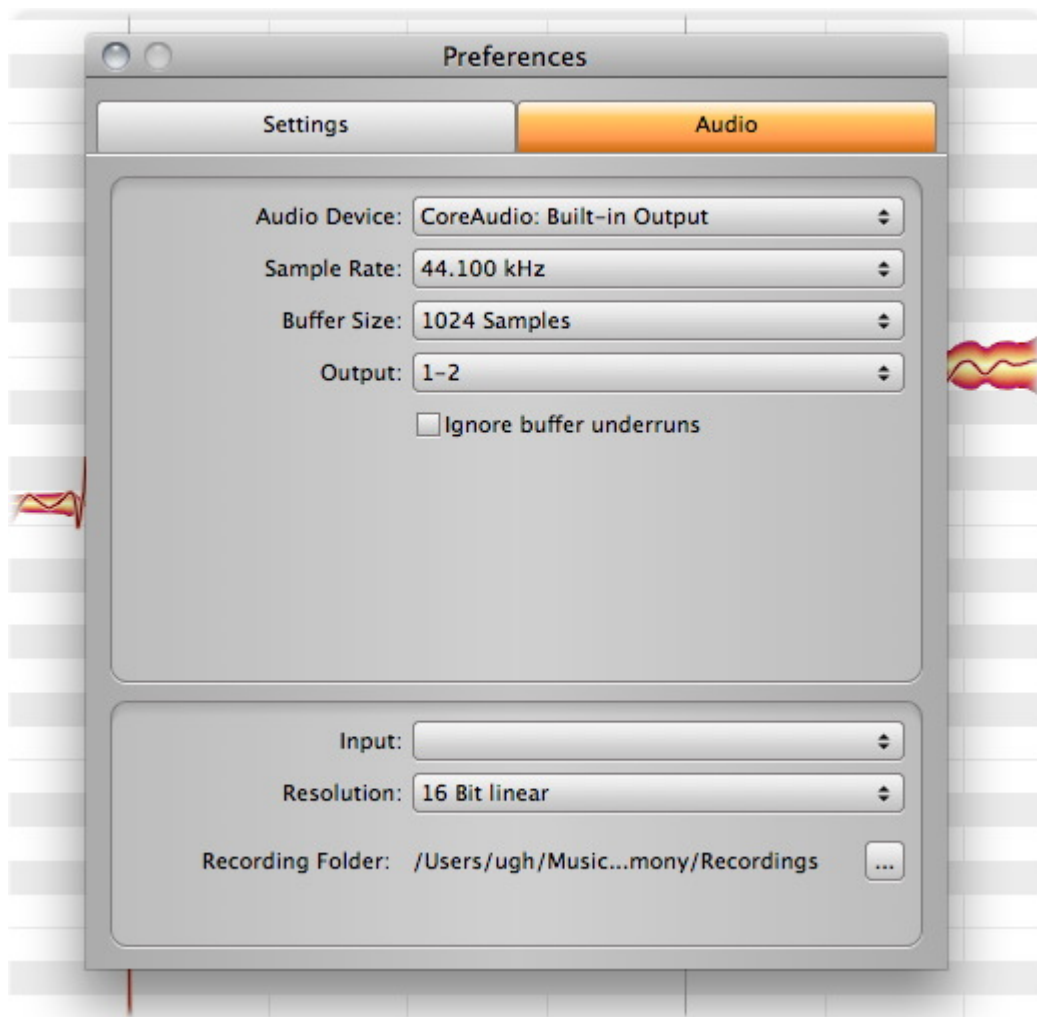 Preferences
Settings Audio
Audio Device: CoreAudio: Built-in Output
Sample Rate: 44.100 kHz
Buffer Size: 1024 Samples
Output: 1-2
Ignore buffer underruns
Input:
Resolution: 16 Bit linear
Recording Folder: /Users/ugh/Music...mony/Recordings ...